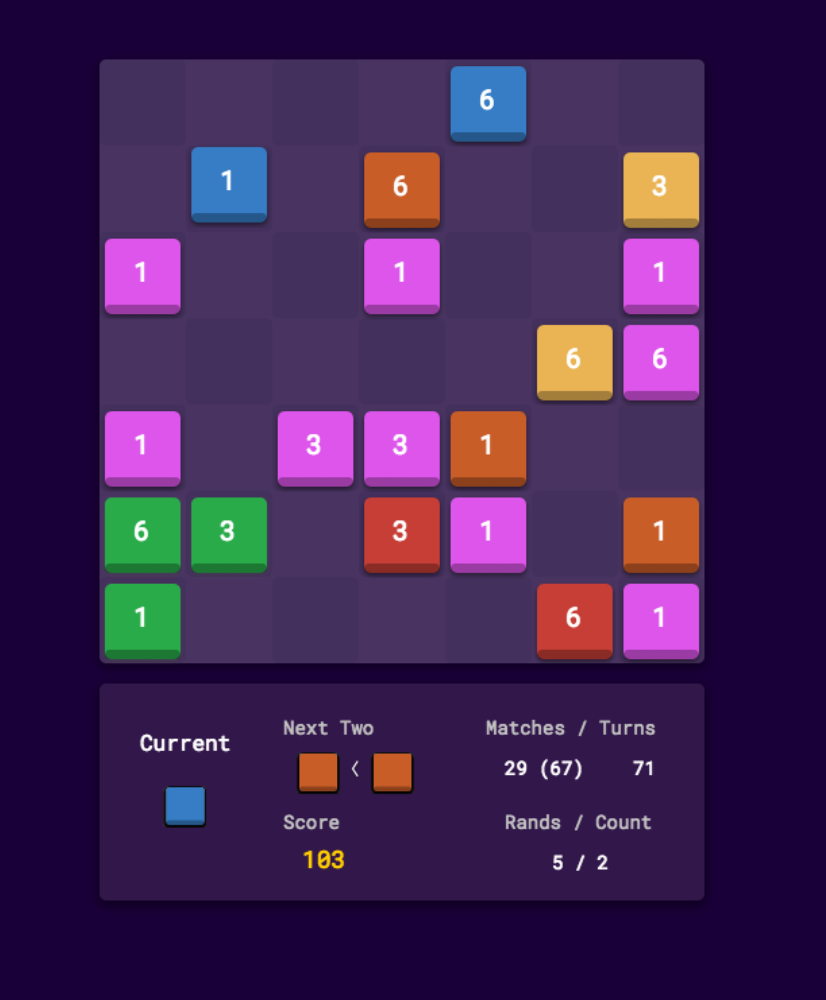 6
1 6 3
1 1 1
6 6
1 3 3 1
6 3 3 1 1
1 6 1
Current
Next Two
<
Score
103
Matches / Turns
29 (67) 71
Rands / Count
5 / 2